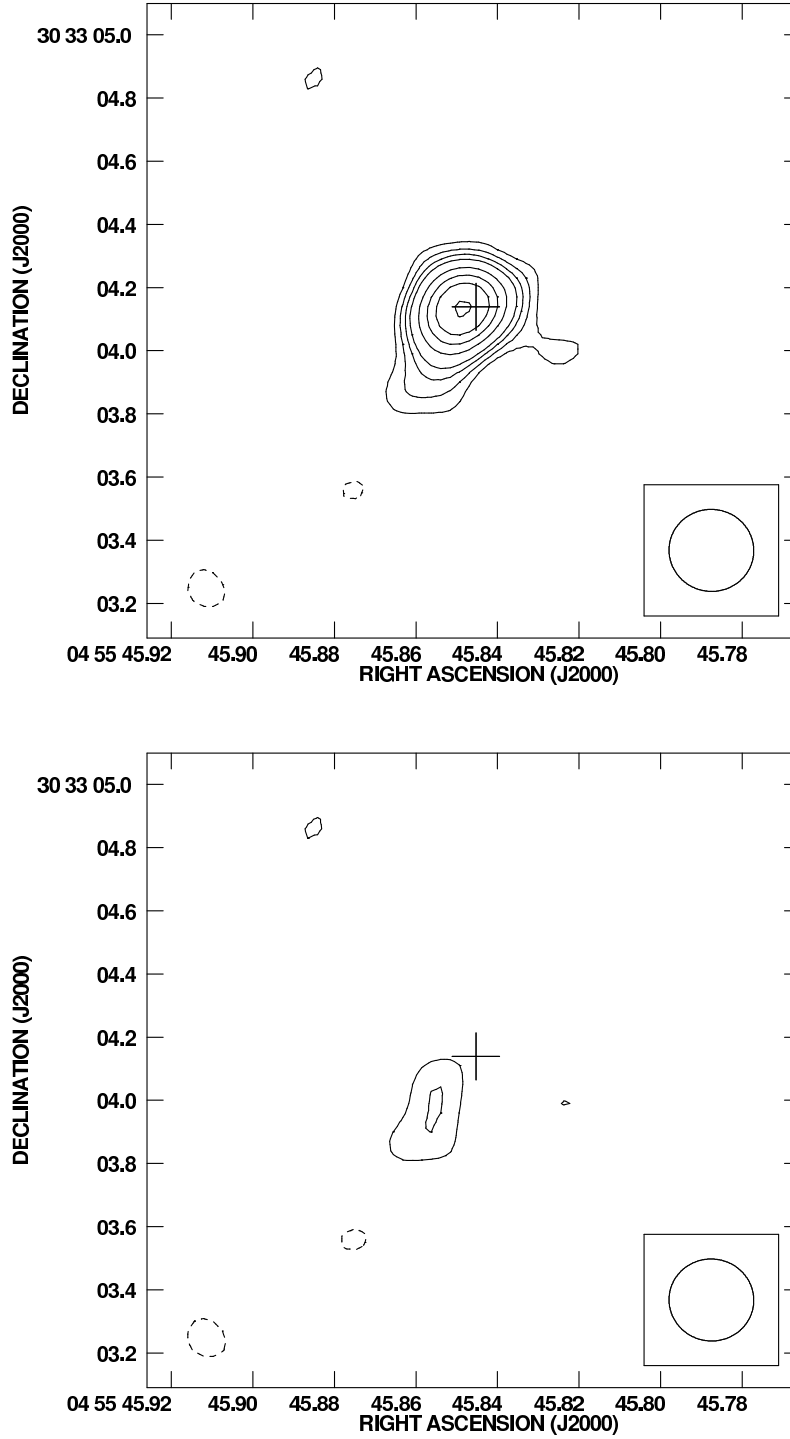 30 33 05.0
04.8
04.6
04.4
04.2
04.0
03.8
03.6
03.4
03.2
DECLINATION (J2000)
04 55 45.92 45.90 45.88 45.86 45.84 45.82 45.80 45.78
RIGHT ASCENSION (J2000)
30 33 05.0
04.8
04.6
04.4
04.2
04.0
03.8
03.6
03.4
03.2
DECLINATION (J2000)
04 55 45.92 45.90 45.88 45.86 45.84 45.82 45.80 45.78
RIGHT ASCENSION (J2000)